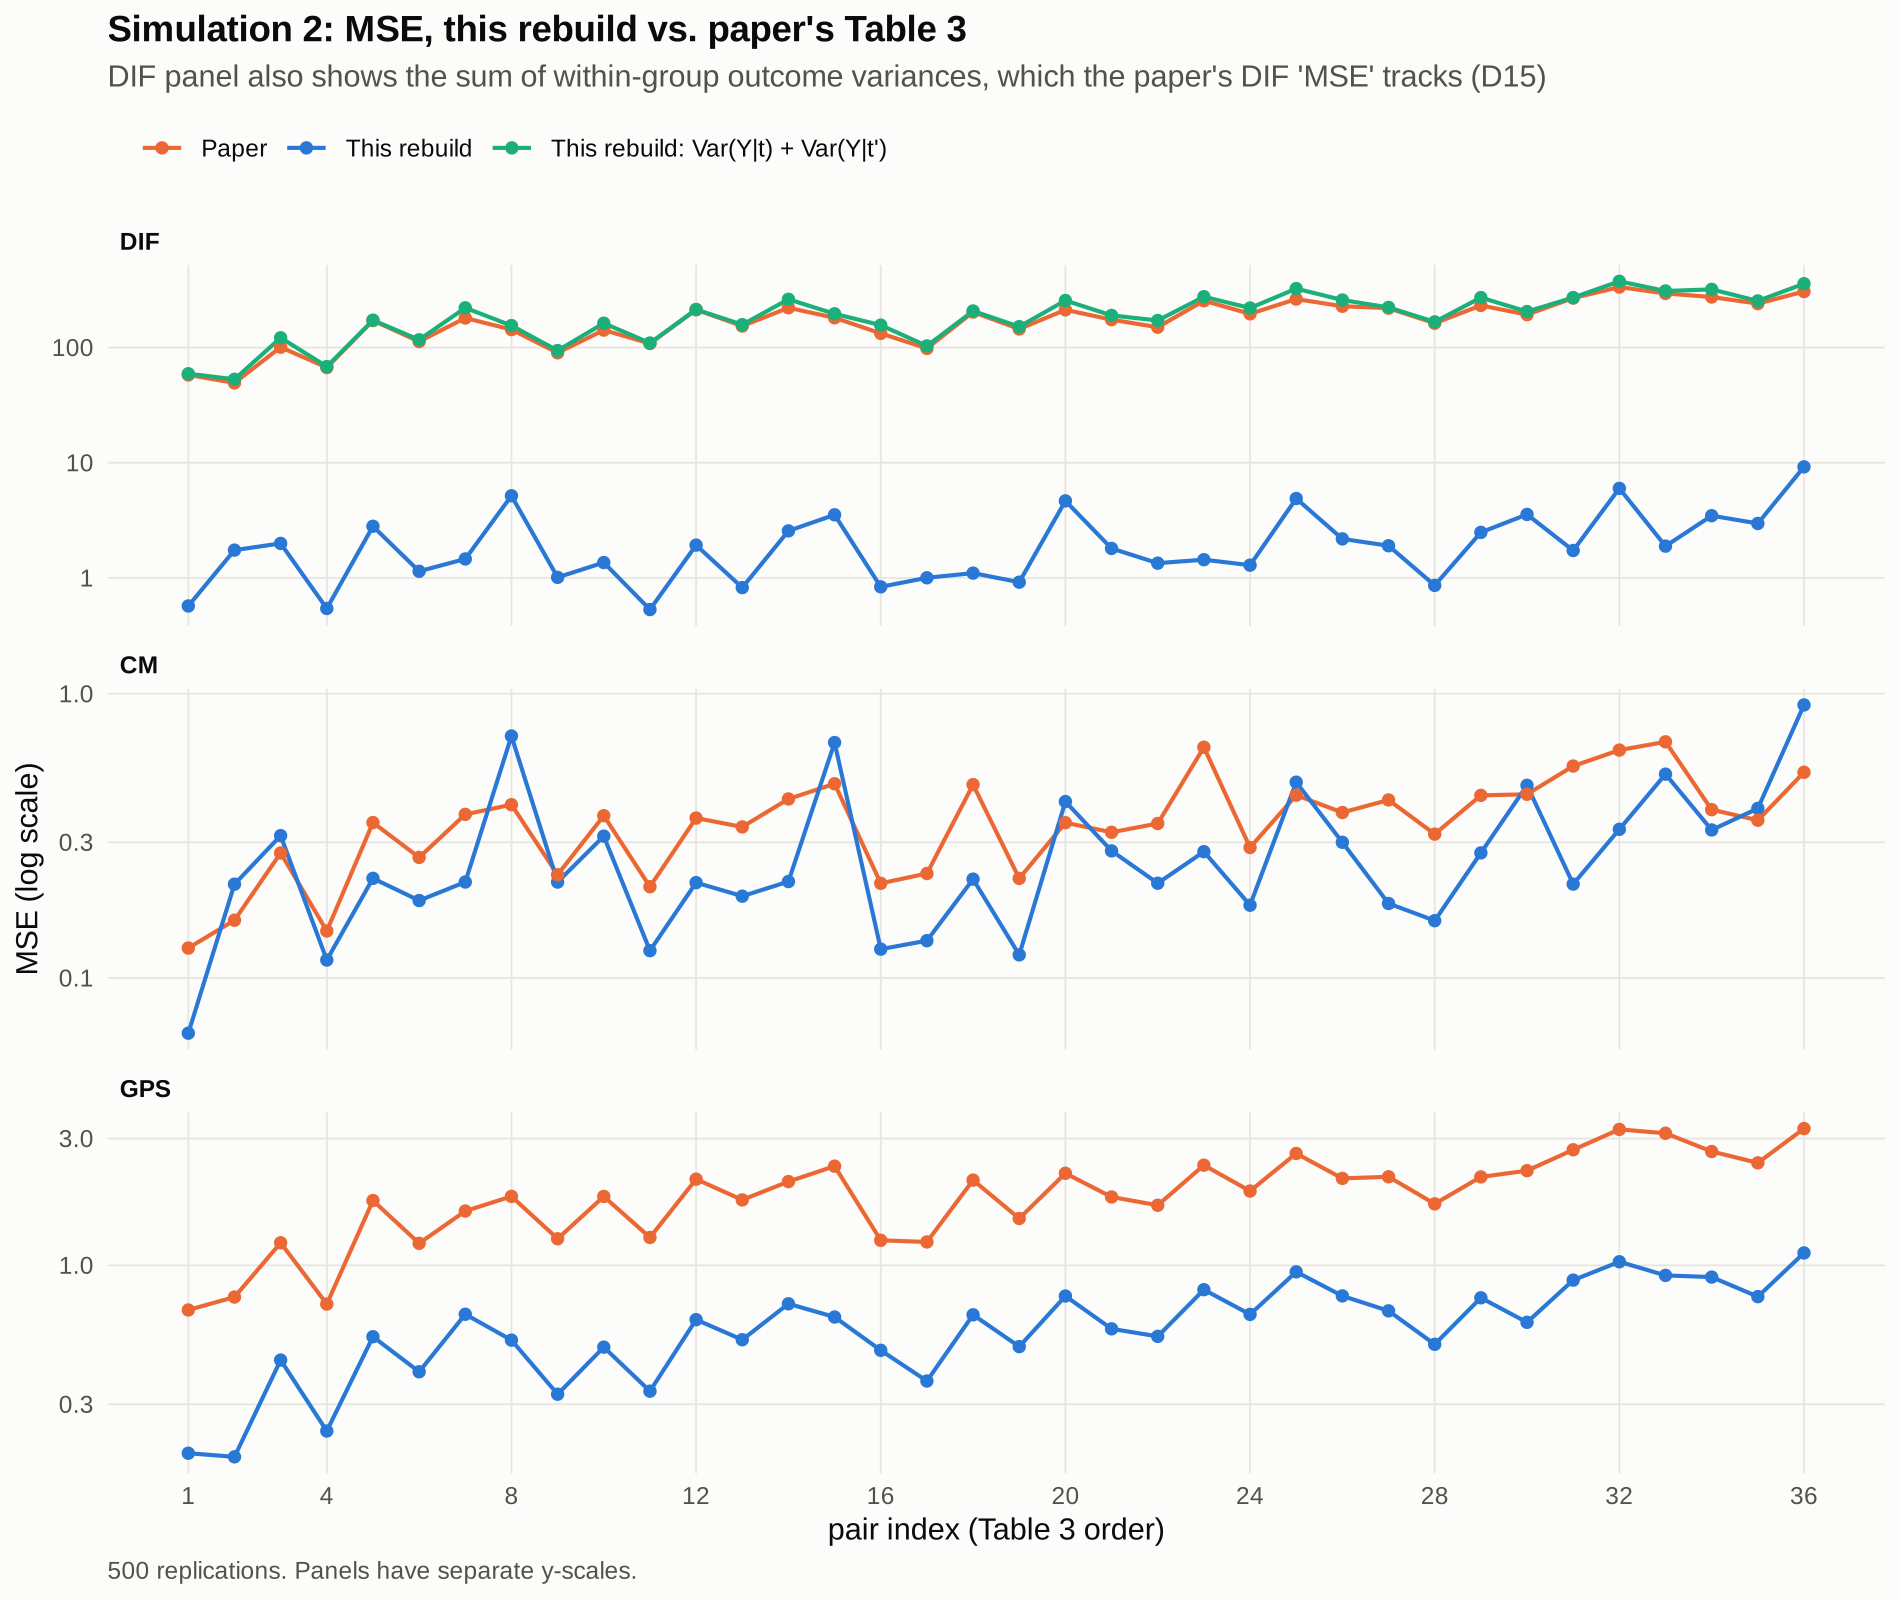 Simulation 2: MSE, this rebuild vs. paper's Table 3
DIF panel also shows the sum of within-group outcome variances, which the paper's DIF 'MSE' tracks (D15)
Paper This rebuild This rebuild: Var(Y|t) + Var(Y|t')
DIF
100
10
1
CM
1.0
0.3
0.1
MSE (log scale)
GPS
3.0
1.0
0.3
1 4 8 12 16 20 24 28 32 36
pair index (Table 3 order)
500 replications. Panels have separate y-scales.